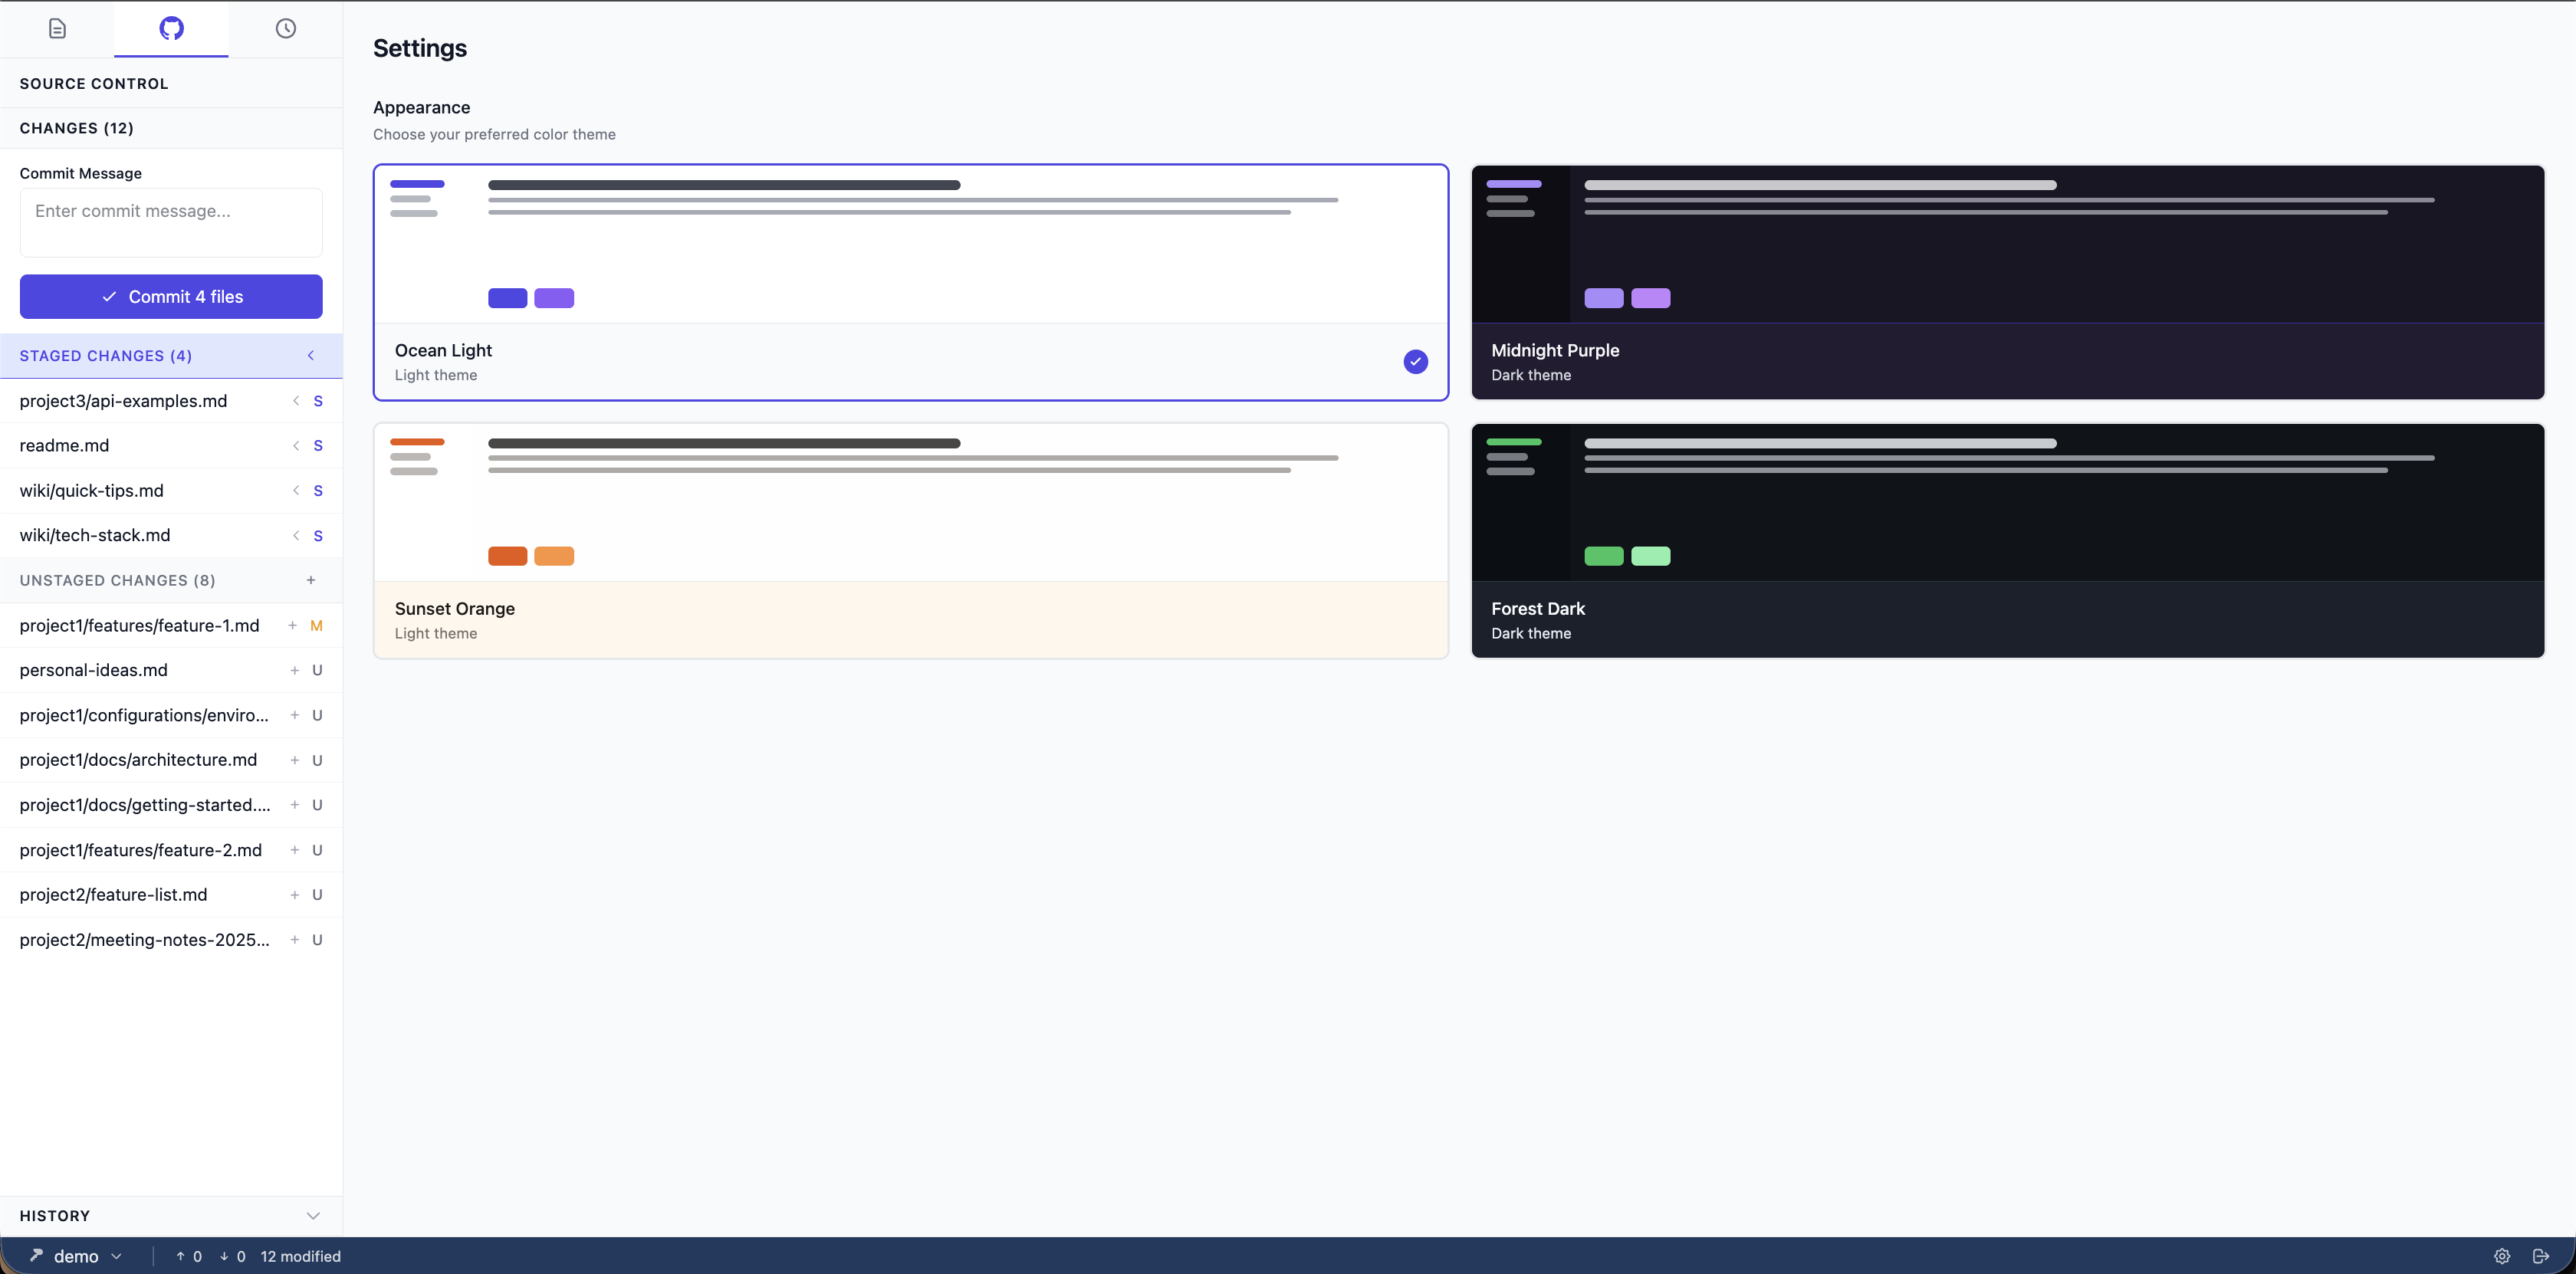 SOURCE CONTROL
CHANGES (12)
Commit Message
Enter commit message...
Commit 4 files
STAGED CHANGES (4)
project3/api-examples.md S
readme.md S
wiki/quick-tips.md S
wiki/tech-stack.md S
UNSTAGED CHANGES (8)
project1/features/feature-1.md + M
personal-ideas.md + U
project1/configurations/enviro... + U
project1/docs/architecture.md + U
project1/docs/getting-started.... + U
project1/features/feature-2.md + U
project2/feature-list.md + U
project2/meeting-notes-2025... + U
HISTORY
Settings
Appearance
Choose your preferred color theme
Ocean Light
Light theme
Midnight Purple
Dark theme
Sunset Orange
Light theme
Forest Dark
Dark theme
demo ↑ 0 ↓ 0 12 modified